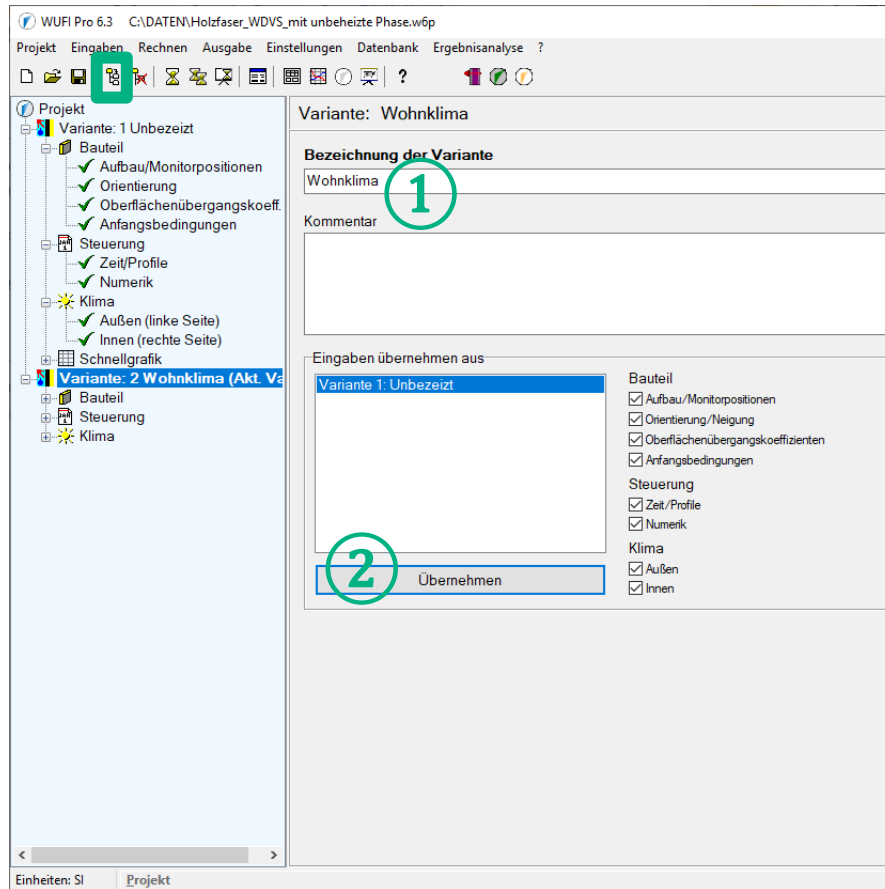 WUFI Pro 6.3 C:\DATEN\Holzfaser_WDVS_mit unbeheizte Phase.w6p
Projekt Eingaben Rechnen Ausgabe Einstellungen Datenbank Ergebnisanalyse ?
?
Projekt
Variante: 1 Unbezeizt
Bauteil
Aufbau/Monitorpositionen
Orientierung
Oberflächenübergangskoeff.
Anfangsbedingungen
Steuerung
Zeit/Profile
Numerik
Klima
Außen (linke Seite)
Innen (rechte Seite)
Schnellgrafik
Variante: 2 Wohnklima (Akt. Va
Bauteil
Steuerung
Klima
Variante: Wohnklima
Bezeichnung der Variante
Wohnklima
1
Kommentar
Eingaben übernehmen aus
Variante 1: Unbezeizt
2
Übernehmen
Bauteil
Aufbau/Monitorpositionen
Orientierung/Neigung
Oberflächenübergangskoeffizienten
Anfangsbedingungen
Steuerung
Zeit/Profile
Numerik
Klima
Außen
Innen
Einheiten: SI Projekt